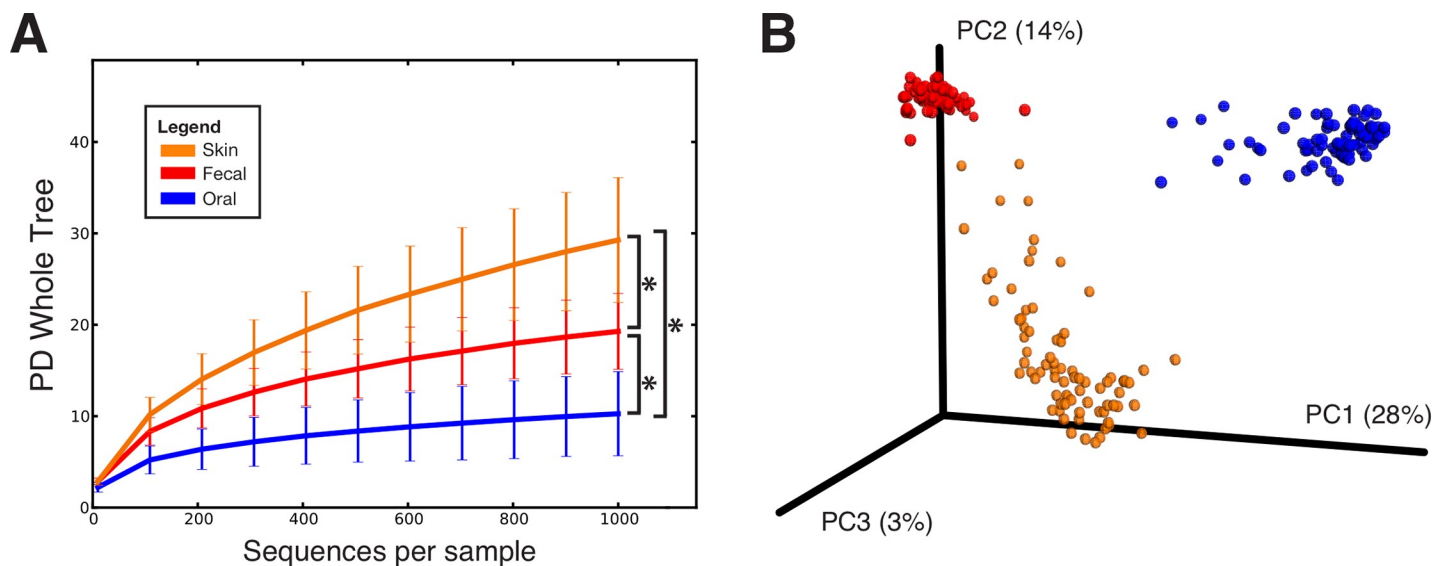 A
PD Whole Tree
40
30
20
10
0
Legend
Skin
Fecal
Oral
*
*
*
0
200
400
600
800
1000
Sequences per sample
B
PC2 (14%)
PC1 (28%)
PC3 (3%)